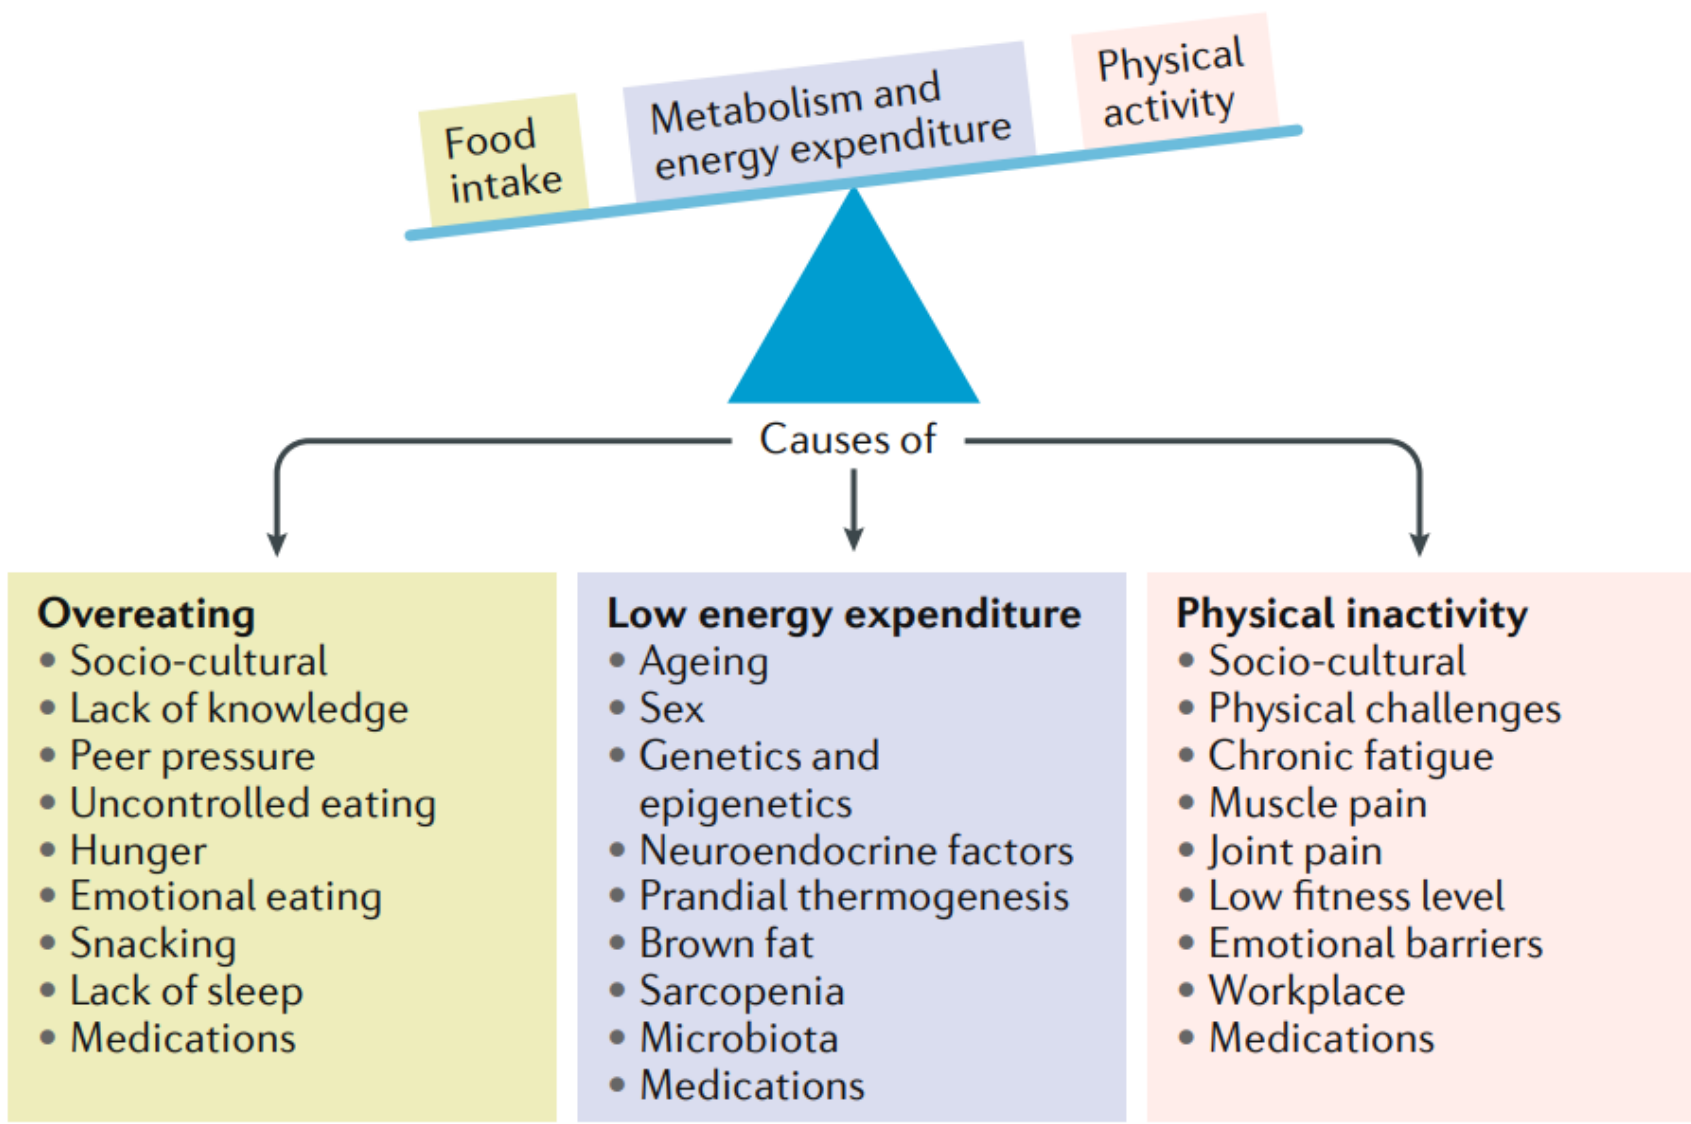 Food
intake
Metabolism and
energy expenditure
Physical
activity
Causes of
Overeating
• Socio-cultural
• Lack of knowledge
• Peer pressure
• Uncontrolled eating
• Hunger
• Emotional eating
• Snacking
• Lack of sleep
• Medications
Low energy expenditure
• Ageing
• Sex
• Genetics and
epigenetics
• Neuroendocrine factors
• Prandial thermogenesis
• Brown fat
• Sarcopenia
• Microbiota
• Medications
Physical inactivity
• Socio-cultural
• Physical challenges
• Chronic fatigue
• Muscle pain
• Joint pain
• Low fitness level
• Emotional barriers
• Workplace
• Medications